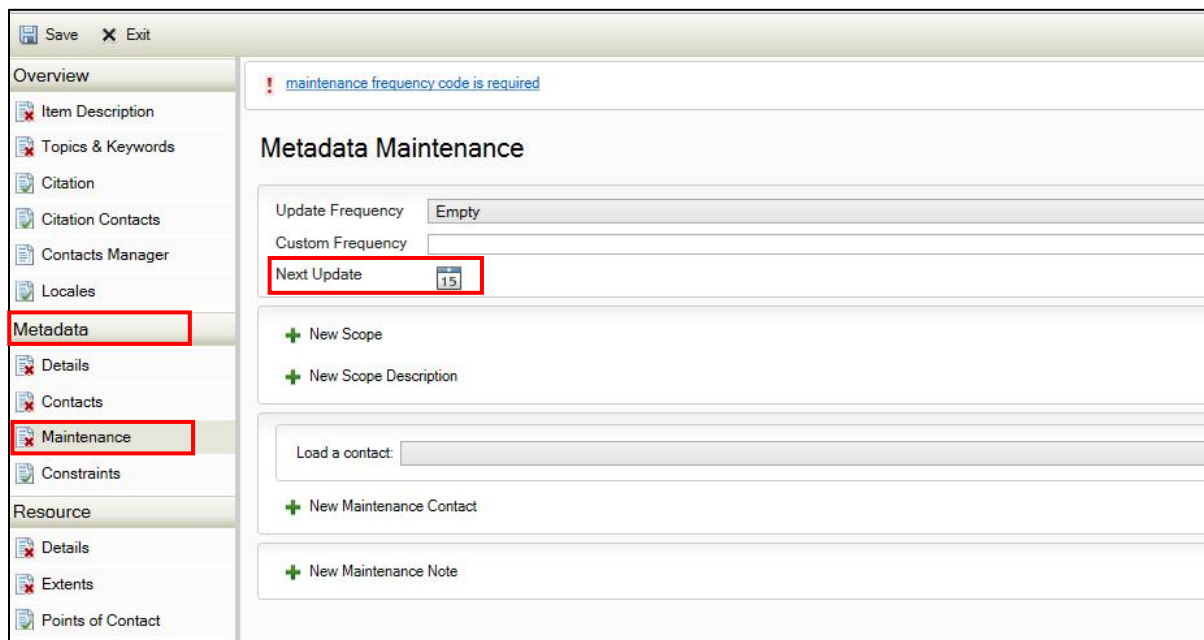 Save Exit
Overview
Item Description
Topics & Keywords
Citation
Citation Contacts
Contacts Manager
Locales
Metadata
Details
Contacts
Maintenance
Constraints
Resource
Details
Extents
Points of Contact
maintenance frequency code is required
Metadata Maintenance
Update Frequency Empty
Custom Frequency
Next Update 15
New Scope
New Scope Description
Load a contact:
New Maintenance Contact
New Maintenance Note